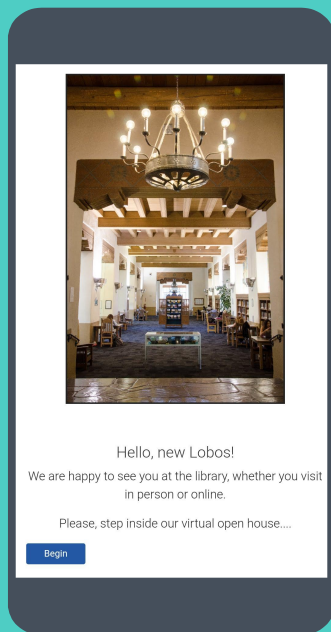 Hello, new Lobos!
We are happy to see you at the library, whether you visit
in person or online.
Please, step inside our virtual open house....
Begin